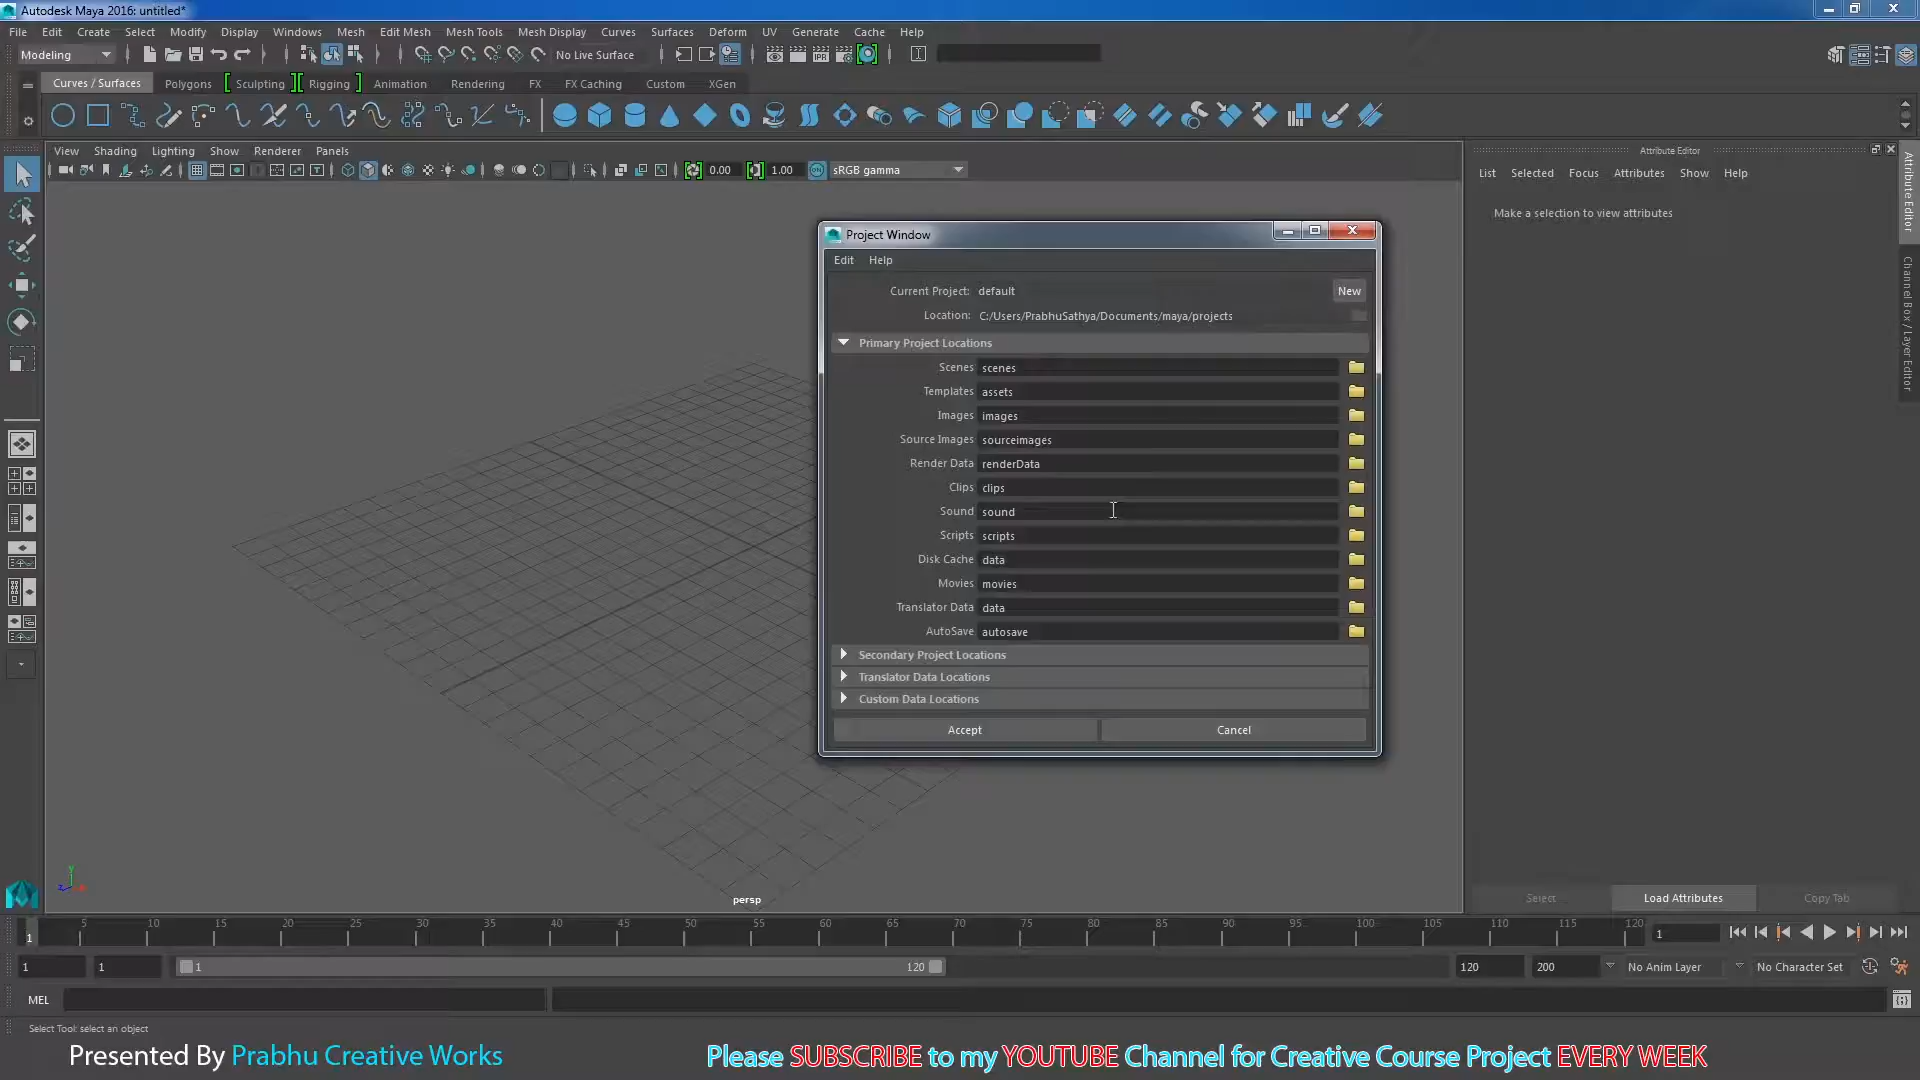 Autodesk Maya 2016: untitled*
File Edit Create Select Modify Display Windows Mesh Edit Mesh Mesh Tools Mesh Display Curves Surfaces Deform UV Generate Cache Help
Modeling No Live Surface
Curves / Surfaces Polygons Sculpting Rigging Animation Rendering FX FX Caching Custom XGen
View Shading Lighting Show Renderer Panels
0.00 1.00 sRGB gamma
Attribute Editor
List Selected Focus Attributes Show Help
Make a selection to view attributes
Attribute Editor
Channel Box / Layer Editor
Project Window
Edit Help
Current Project: default New
Location: C:/Users/PrabhuSathya/Documents/maya/projects
Primary Project Locations
Scenes scenes
Templates assets
Images images
Source Images sourceimages
Render Data renderData
Clips clips
Sound sound
Scripts scripts
Disk Cache data
Movies movies
Translator Data data
AutoSave autosave
Secondary Project Locations
Translator Data Locations
Custom Data Locations
Accept Cancel
y
z
persp
Select Load Attributes Copy Tab
1 5 10 15 20 25 30 35 40 45 50 55 60 65 70 75 80 85 90 95 100 105 110 115 120 1
1 1 1 120 120 200 No Anim Layer No Character Set
MEL
Select Tool: select an object
Presented By Prabhu Creative Works Please SUBSCRIBE to my YOUTUBE Channel for Creative Course Project EVERY WEEK